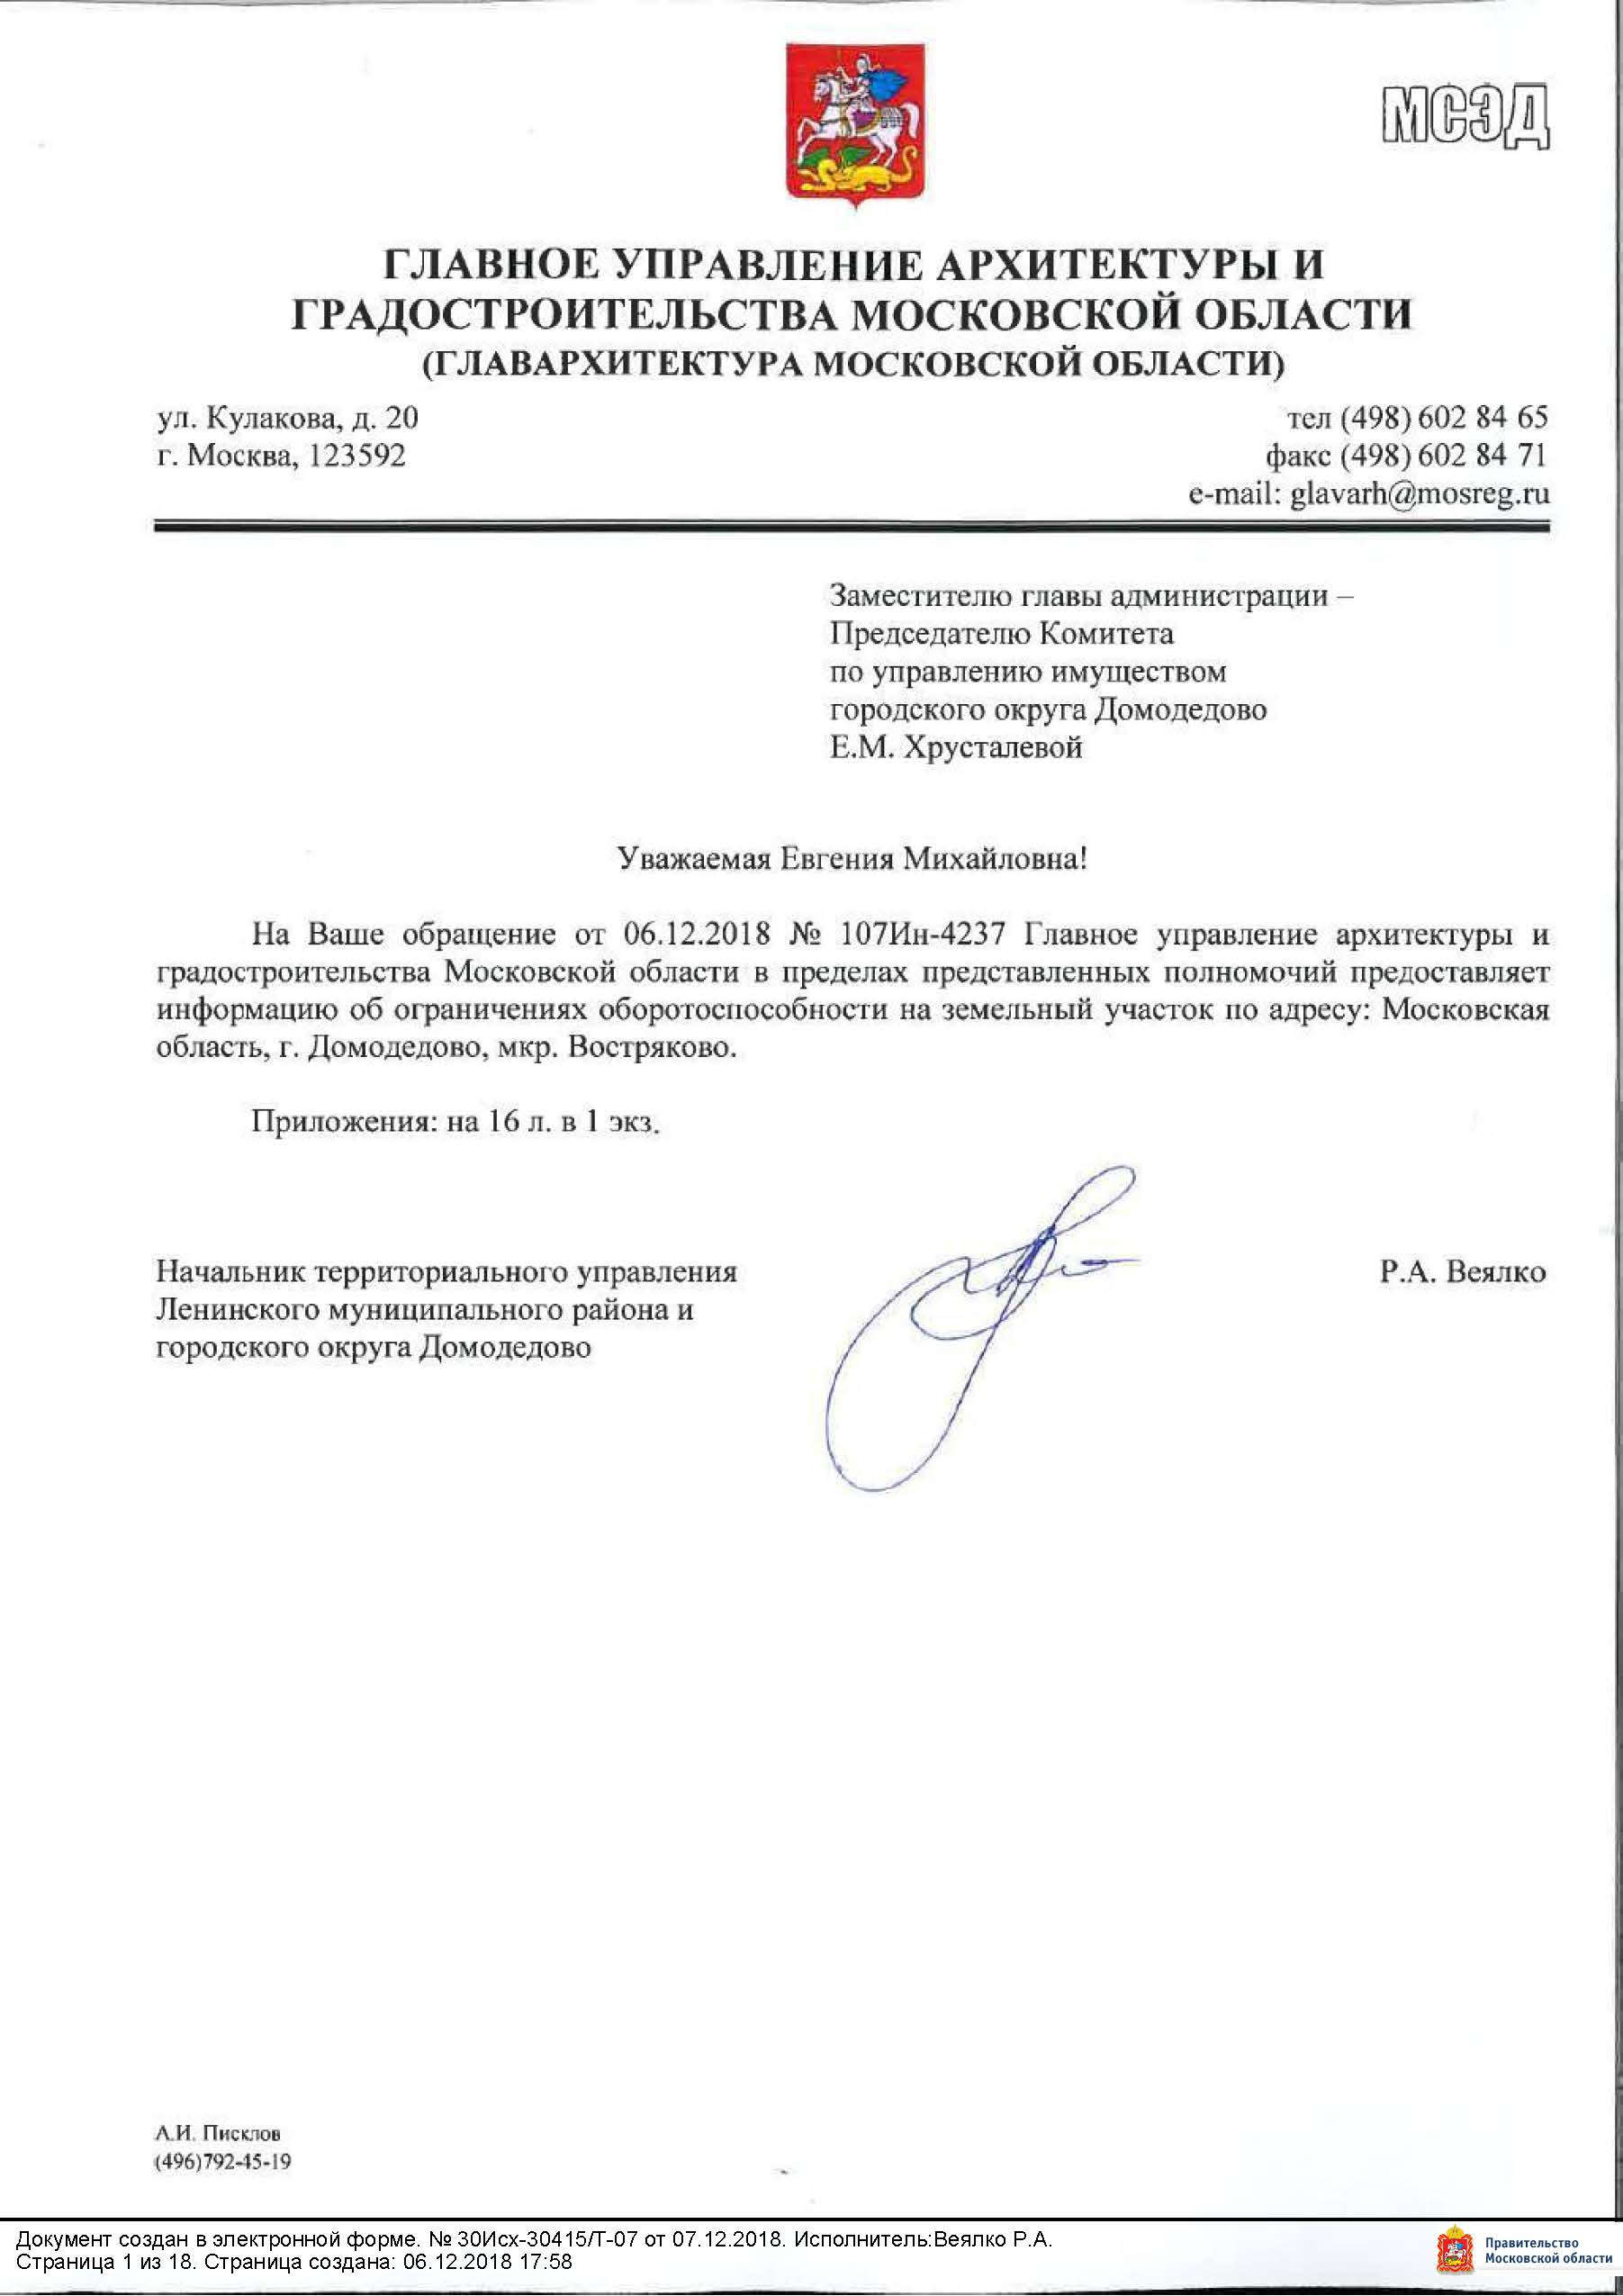 МСЭД
ГЛАВНОЕ УПРАВЛЕНИЕ АРХИТЕКТУРЫ И
ГРАДОСТРОИТЕЛЬСТВА МОСКОВСКОЙ ОБЛАСТИ
(ГЛАВАРХИТЕКТУРА МОСКОВСКОЙ ОБЛАСТИ)
ул. Кулакова, д. 20
г. Москва, 123592
тел (498) 602 84 65
факс (498) 602 84 71
e-mail: glavarh@mosreg.ru
Заместителю главы администрации –
Председателю Комитета
по управлению имуществом
городского округа Домодедово
Е.М. Хрусталевой
Уважаемая Евгения Михайловна!
На Ваше обращение от 06.12.2018 № 107Ин-4237 Главное управление архитектуры и
градостроительства Московской области в пределах представленных полномочий предоставляет
информацию об ограничениях оборотоспособности на земельный участок по адресу: Московская
область, г. Домодедово, мкр. Востряково.
Приложения: на 16 л. в 1 экз.
Начальник территориального управления
Ленинского муниципального района и
городского округа Домодедово
Р.А. Веялко
А.И. Писклов
(496)792-45-19
Документ создан в электронной форме. № 30Исх-30415/Т-07 от 07.12.2018. Исполнитель:Веялко Р.А.
Страница 1 из 18. Страница создана: 06.12.2018 17:58
Правительство
Московской области